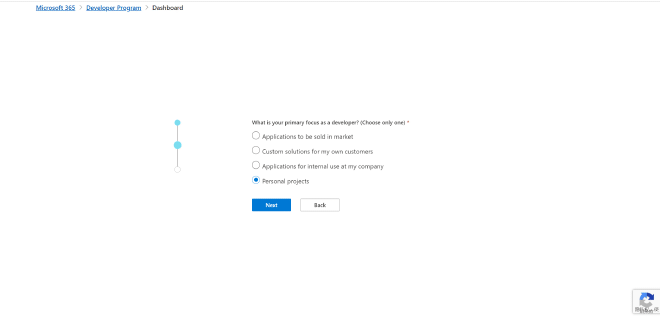 Microsoft 365 > Developer Program > Dashboard
What is your primary focus as a developer? (Choose only one) *
Applications to be sold in market
Custom solutions for my own customers
Applications for internal use at my company
Personal projects
Next Back